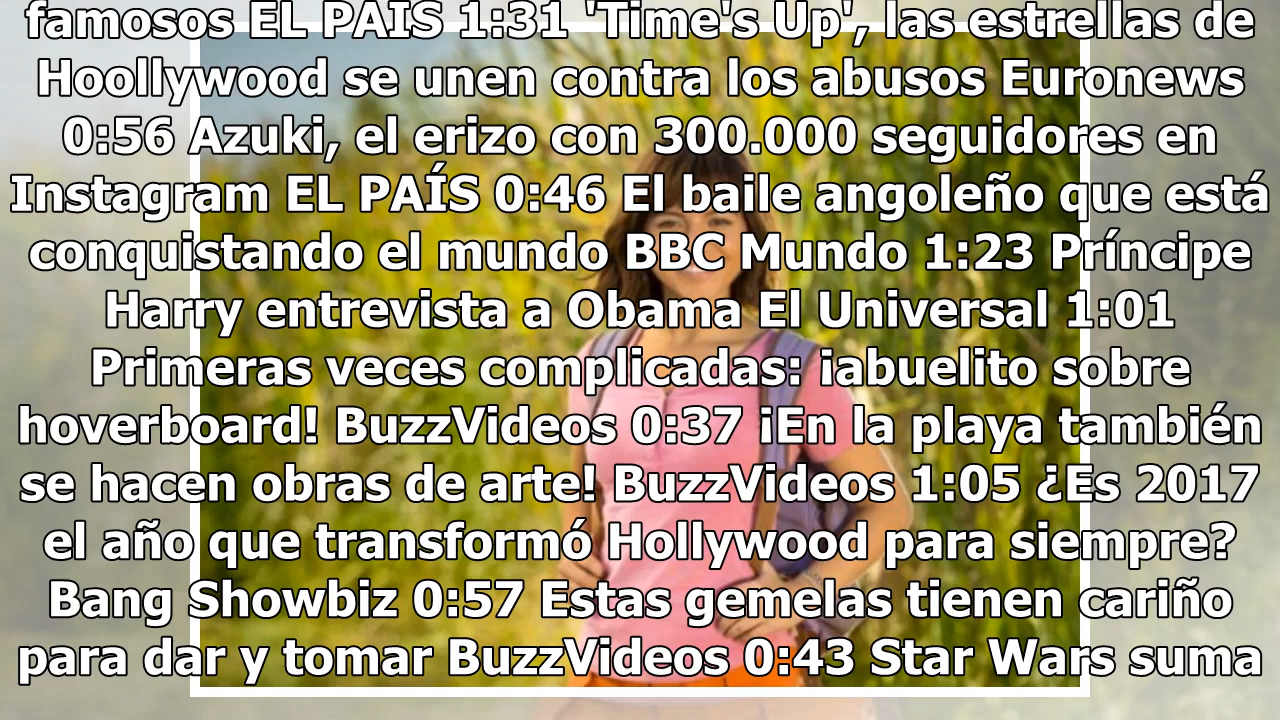 famosos EL PAÍS 1:31 'Time's Up', las estrellas de
Hoollywood se unen contra los abusos Euronews
0:56 Azuki, el erizo con 300.000 seguidores en
Instagram EL PAÍS 0:46 El baile angoleño que está
conquistando el mundo BBC Mundo 1:23 Príncipe
Harry entrevista a Obama El Universal 1:01
Primeras veces complicadas: ¡abuelito sobre
hoverboard! BuzzVideos 0:37 ¡En la playa también
se hacen obras de arte! BuzzVideos 1:05 ¿Es 2017
el año que transformó Hollywood para siempre?
Bang Showbiz 0:57 Estas gemelas tienen cariño
para dar y tomar BuzzVideos 0:43 Star Wars suma